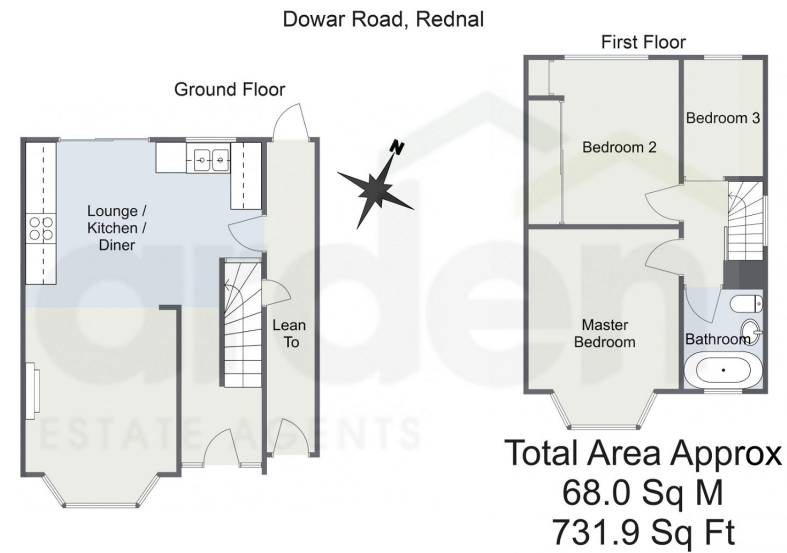 Dowar Road, Rednal
First Floor
Ground Floor
N
Bedroom 3
Bedroom 2
Lounge /
Kitchen /
Diner
Lean
To
Master
Bedroom
Bathroom
arden
ESTATE AGENTS
Total Area Approx
68.0 Sq M
731.9 Sq Ft